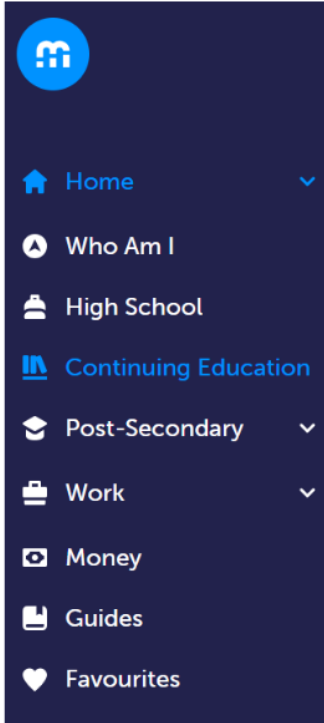 m
Home
Who Am I
High School
Continuing Education
Post-Secondary
Work
Money
Guides
Favourites